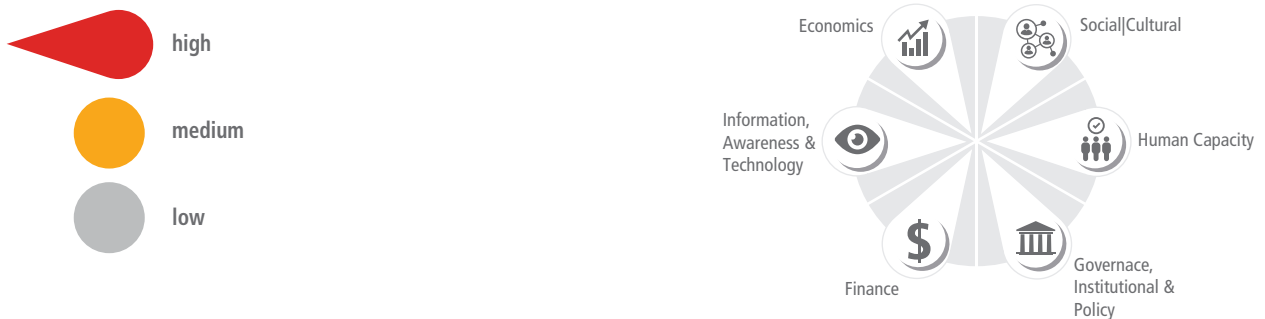 high
medium
low
Economics
Social|Cultural
Information,
Awareness &
Technology
Human Capacity
$
Finance
Governace,
Institutional &
Policy